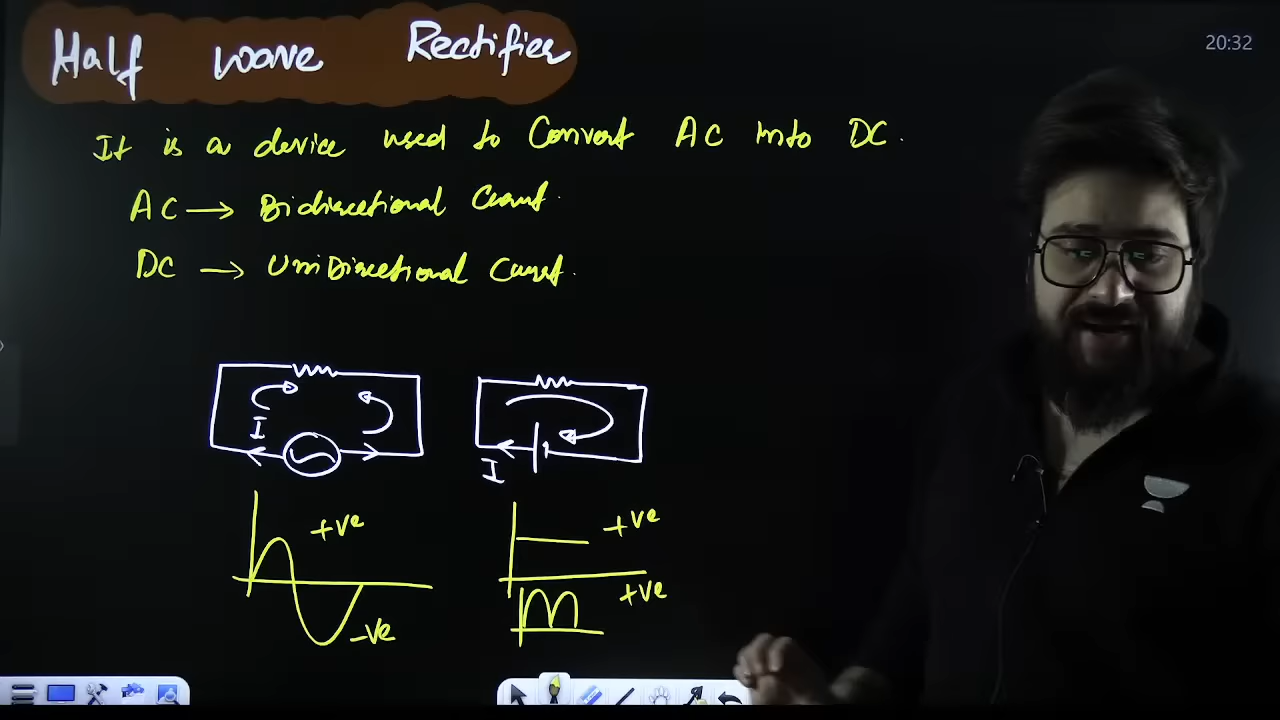 Half wave Rectifier
20:32
It is a device used to Convert AC into DC.
AC → Bidirectional Current.
DC → UniDirectional Current.
I
I
+ve
-ve
+ve
+ve